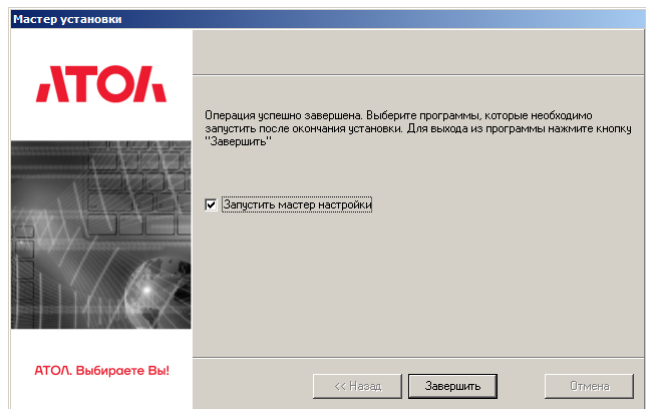 Мастер установки
АТОЛ
Операция успешно завершена. Выберите программы, которые необходимо
запустить после окончания установки. Для выхода из программы нажмите кнопку
"Завершить"
Запустить мастер настройки
АТОЛ. Выбираете Вы!
<< Назад
Завершить
Отмена